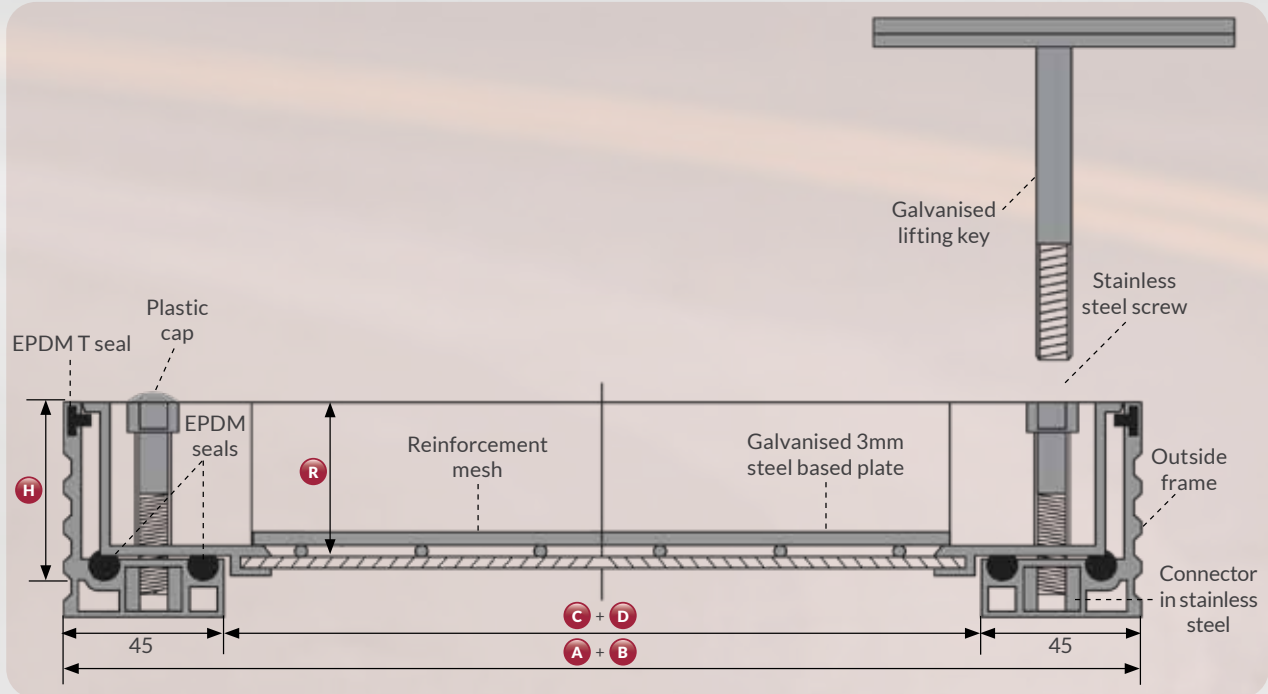 Galvanised
lifting key
Stainless
steel screw
Plastic
cap
EPDM T seal
EPDM
seals
Reinforcement
mesh
Galvanised 3mm
steel based plate
Outside
frame
H
R
Connector
in stainless
steel
C + D
45
45
A + B